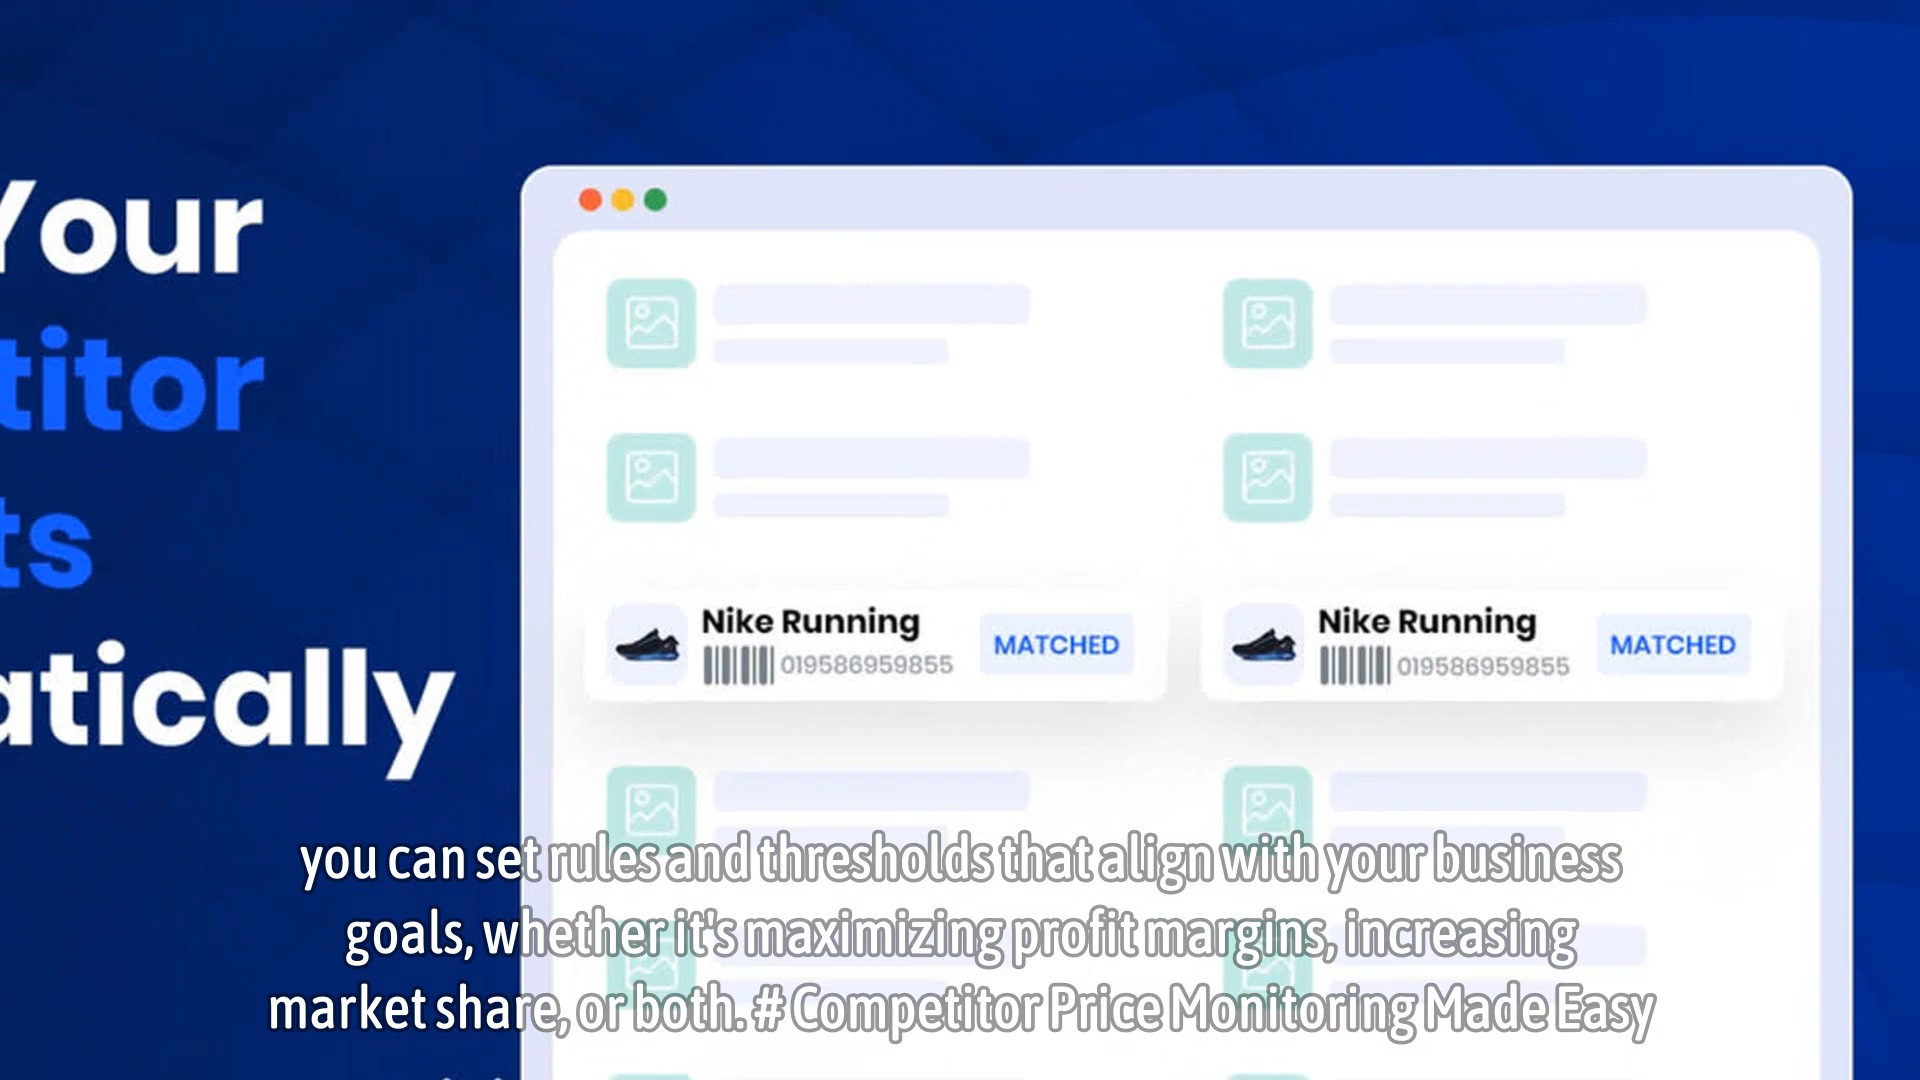 Your
titor
ts
atically
Nike Running
019586959855
MATCHED
Nike Running
019586959855
MATCHED
you can set rules and thresholds that align with your business
goals, whether it's maximizing profit margins, increasing
market share, or both. # Competitor Price Monitoring Made Easy